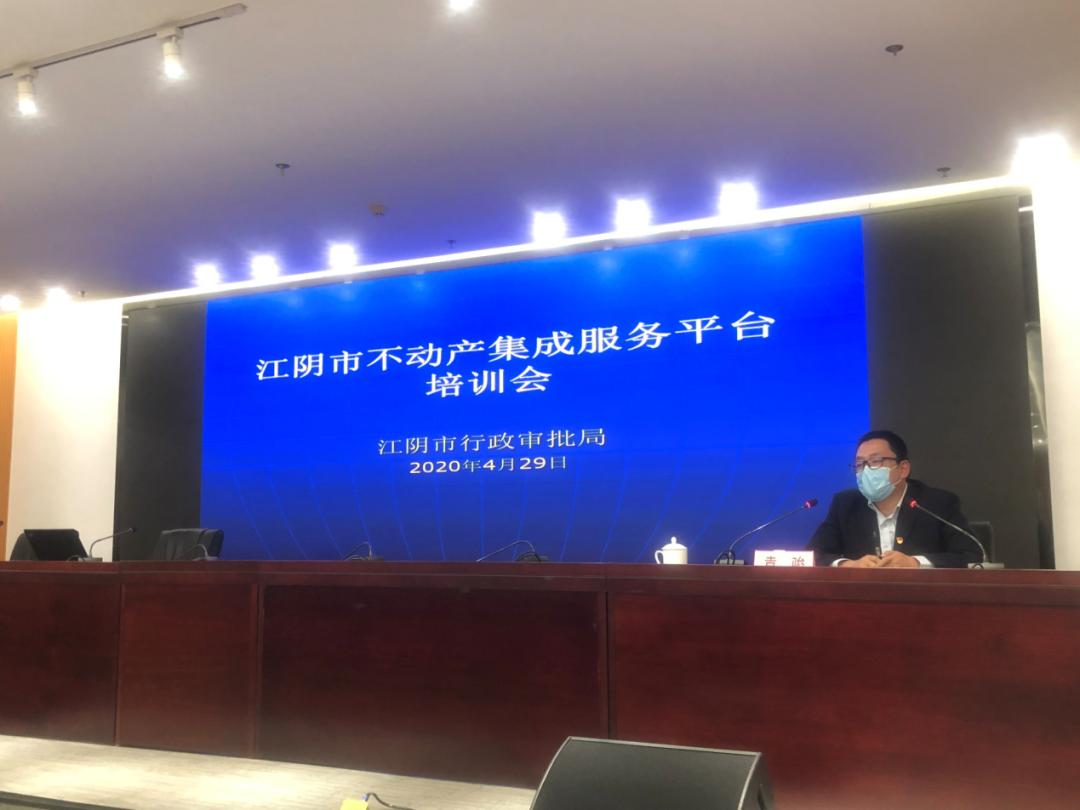 江阴市不动产集成服务平台
培训会
江阴市行政审批局
2020年4月29日